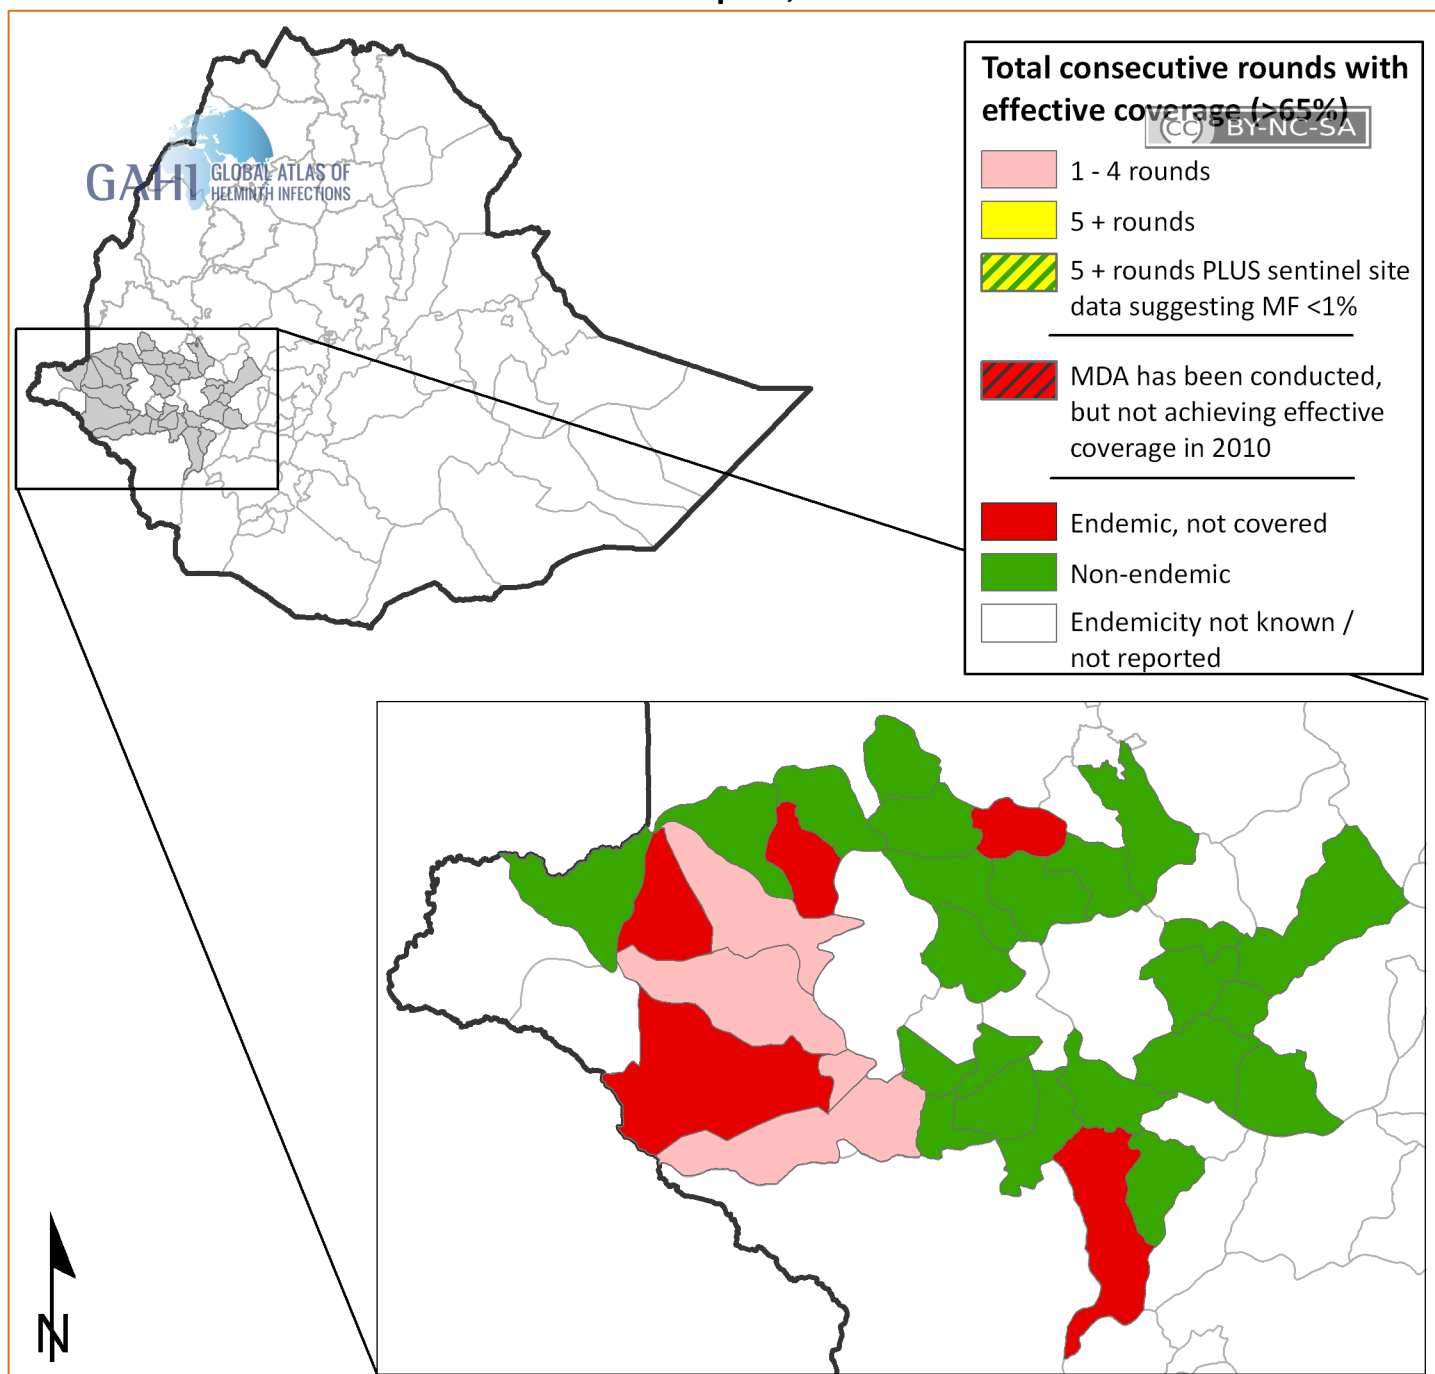 Total consecutive rounds with
effective coverage (>65%)
BY-NC-SA
GAHI GLOBAL ATLAS OF
HELMINTH INFECTIONS
1 - 4 rounds
5 + rounds
5 + rounds PLUS sentinel site
data suggesting MF <1%
MDA has been conducted,
but not achieving effective
coverage in 2010
Endemic, not covered
Non-endemic
Endemicity not known /
not reported
N